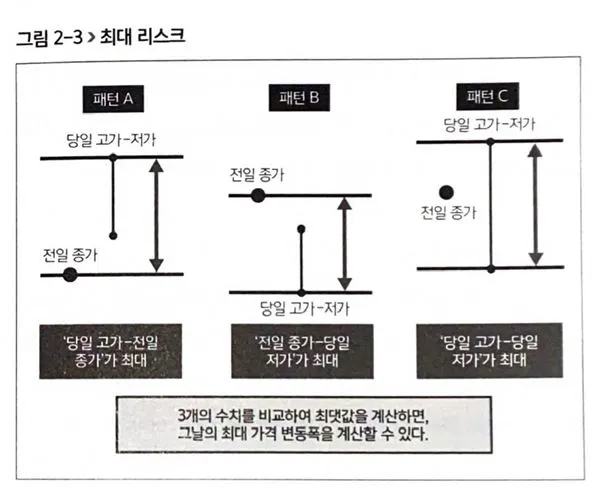 그림 2-3 > 최대 리스크
패턴 A
당일 고가-저가
전일 종가
'당일 고가-전일
종가'가 최대
패턴 B
전일 종가
당일 고가-저가
'전일 종가-당일
저가'가 최대
패턴 C
당일 고가-저가
전일 종가
'당일 고가-당일
저가'가 최대
3개의 수치를 비교하여 최댓값을 계산하면,
그날의 최대 가격 변동폭을 계산할 수 있다.